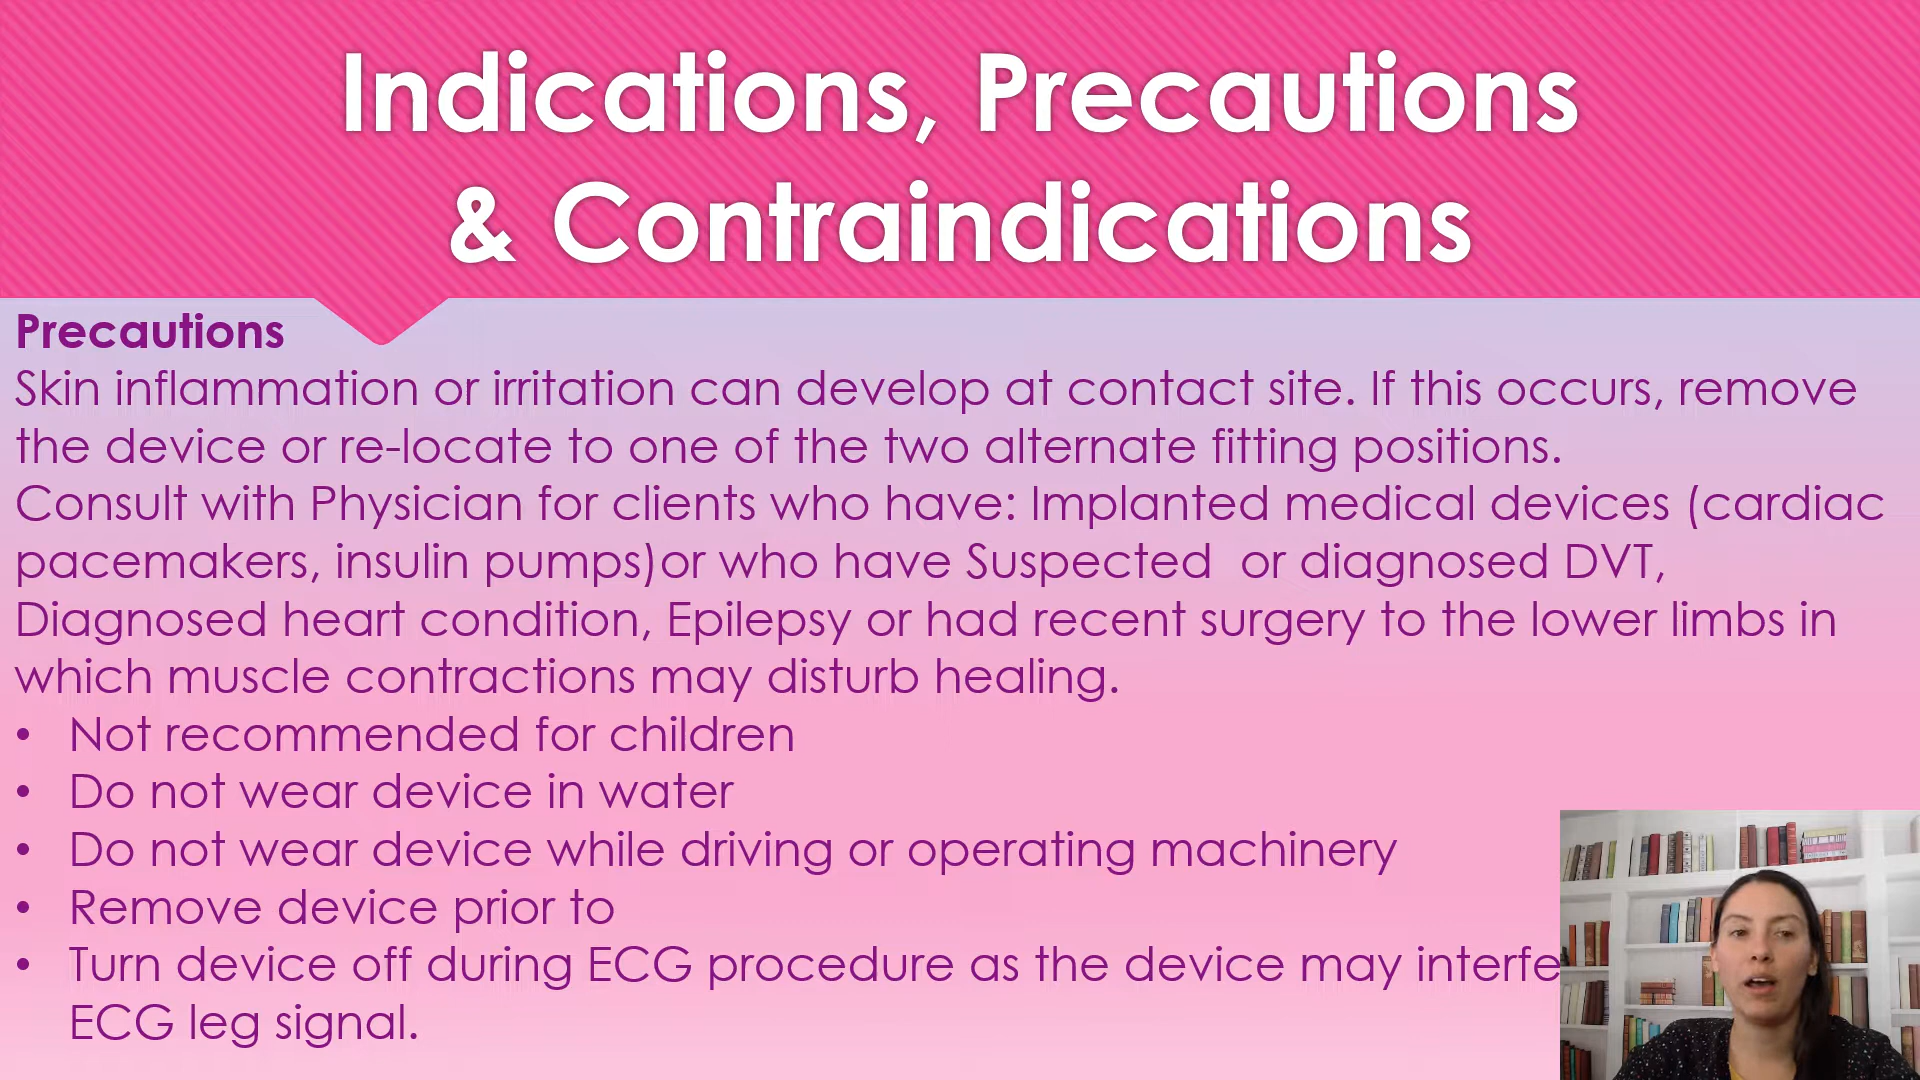 Indications, Precautions
& Contraindications
Precautions
Skin inflammation or irritation can develop at contact site. If this occurs, remove
the device or re-locate to one of the two alternate fitting positions.
Consult with Physician for clients who have: Implanted medical devices (cardiac
pacemakers, insulin pumps)or who have Suspected  or diagnosed DVT,
Diagnosed heart condition, Epilepsy or had recent surgery to the lower limbs in
which muscle contractions may disturb healing.
• Not recommended for children
• Do not wear device in water
• Do not wear device while driving or operating machinery
• Remove device prior to
• Turn device off during ECG procedure as the device may interfe
ECG leg signal.